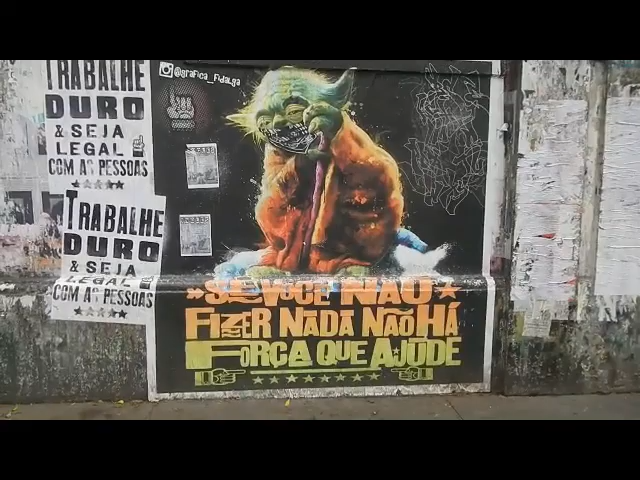 TRABALHE
DURO
& SEJA
LEGAL
COM AS PESSOAS
TRABALHE
DURO
& SEJA
LEGAL
COM AS PESSOAS
@grafica_fidalga
SE VOCÊ NÃO
FIZER NADA NÃO HÁ
FORÇA QUE AJUDE